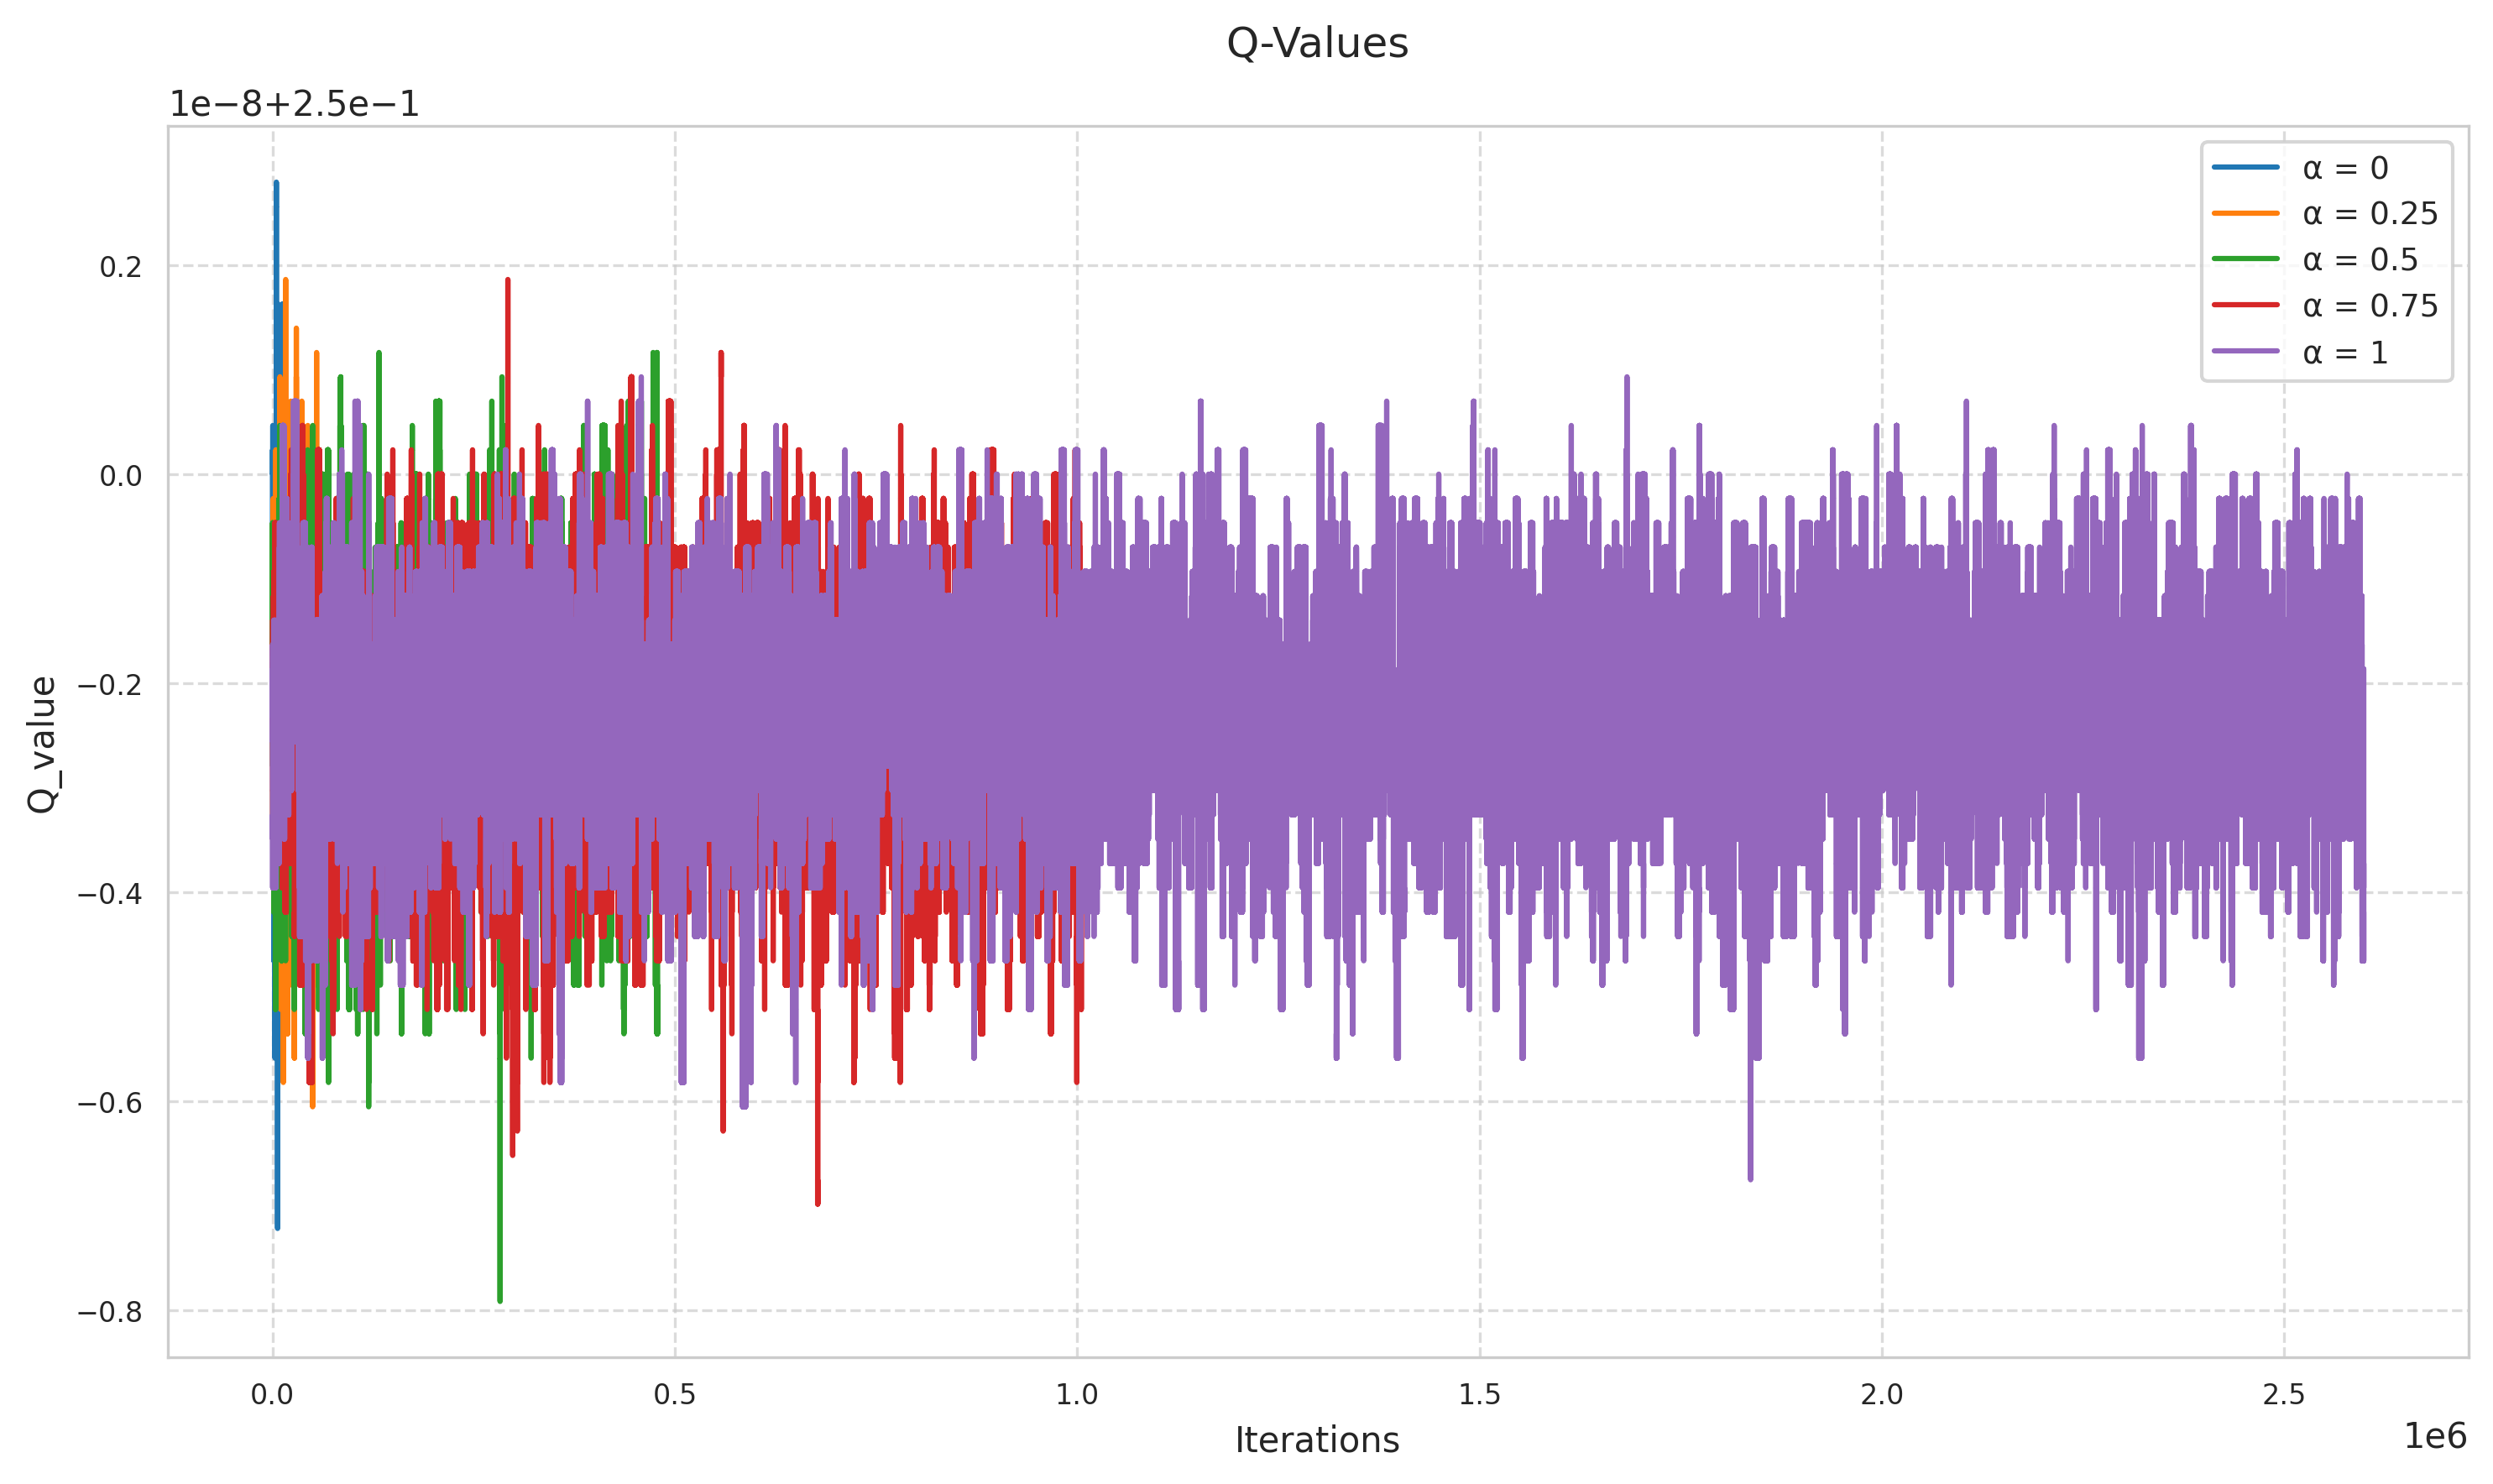 Q-Values
1e−8+2.5e−1
α = 0
α = 0.25
α = 0.5
α = 0.75
α = 1
0.2
0.0
−0.2
−0.4
−0.6
−0.8
Q_value
0.0
0.5
1.0
1.5
2.0
2.5
Iterations
1e6